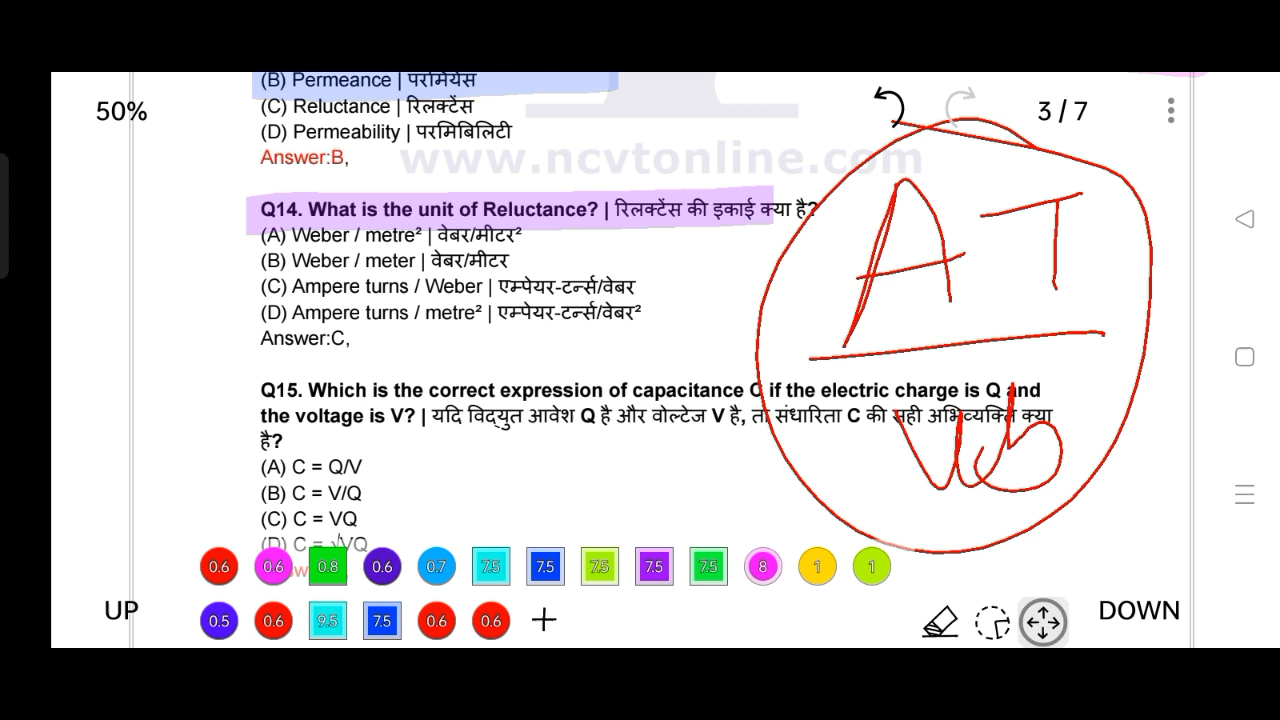 50%
3 / 7
(B) Permeance | परमियेंस
(C) Reluctance | रिलक्टेंस
(D) Permeability | परमिबिलिटी
Answer:B,
www.ncvtonline.com
Q14. What is the unit of Reluctance? | रिलक्टेंस की इकाई क्या है?
(A) Weber / metre² | वेबर/मीटर²
(B) Weber / meter | वेबर/मीटर
(C) Ampere turns / Weber | एम्पेयर-टर्न्स/वेबर
(D) Ampere turns / metre² | एम्पेयर-टर्न्स/वेबर²
Answer:C,
AT
Wb
Q15. Which is the correct expression of capacitance C if the electric charge is Q and
the voltage is V? | यदि विद्युत आवेश Q है और वोल्टेज V है, तो संधारिता C की सही अभिव्यक्ति क्या
है?
(A) C = Q/V
(B) C = V/Q
(C) C = VQ
(D) C = √VQ
0.6 0.6 0.8 0.6 0.7 7.5 7.5 7.5 7.5 7.5 8 1 1
UP
0.5 0.6 9.5 7.5 0.6 0.6
DOWN